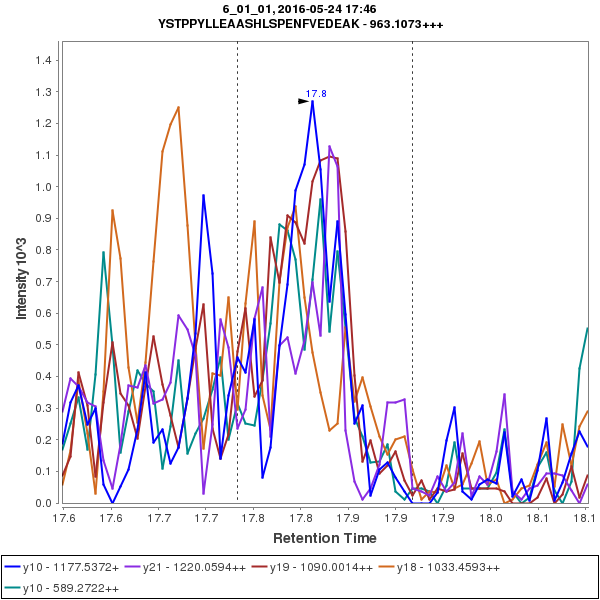 6_01_01, 2016-05-24 17:46
YSTPPYLLEAASHLSPENFVEDEAK - 963.1073+++
Intensity 10^3
1.4
1.3
1.2
1.1
1.0
0.9
0.8
0.7
0.6
0.5
0.4
0.3
0.2
0.1
0.0
17.8
17.6 17.6 17.7 17.7 17.8 17.8 17.9 17.9 17.9 18.0 18.1 18.1
Retention Time
y10 - 1177.5372+ y21 - 1220.0594++ y19 - 1090.0014++ y18 - 1033.4593++
y10 - 589.2722++